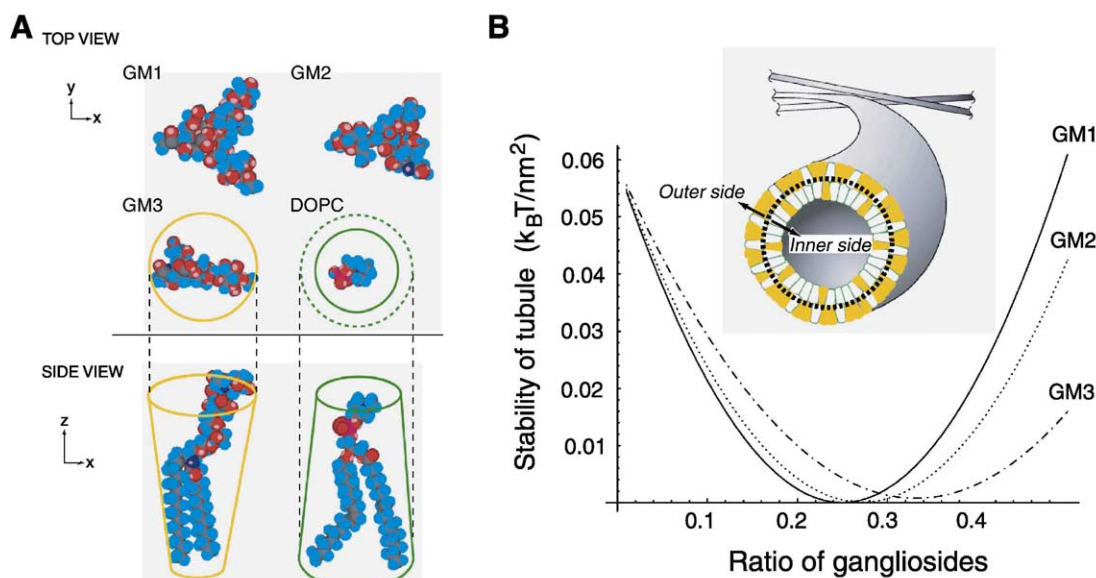 A
TOP VIEW
GM1
GM2
y
x
GM3
DOPC
SIDE VIEW
z
x
B
Stability of tubule (kBT/nm²)
0.06
0.05
0.04
0.03
0.02
0.01
Outer side
Inner side
GM1
GM2
GM3
0.1 0.2 0.3 0.4
Ratio of gangliosides